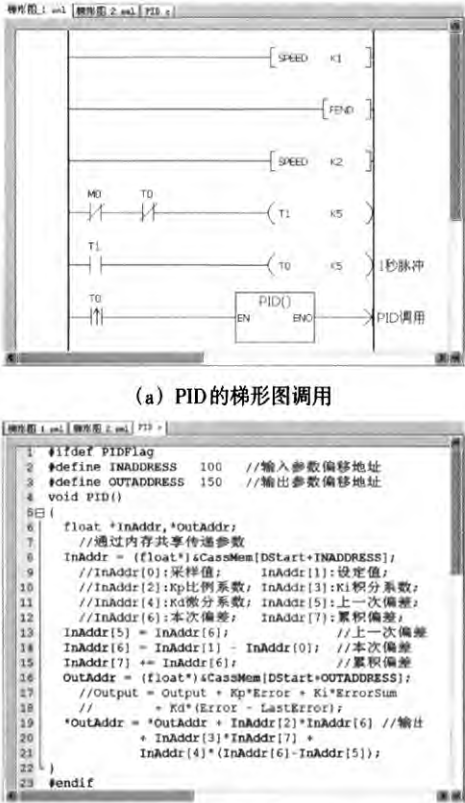 梯形图_1 xml 梯形图 2 xml PID c
SPEED K1
FEND
SPEED K2
M0 T0
T1 K5
T1
T0 K5 1秒脉冲
T0
PID()
EN ENO PID调用
(a) PID的梯形图调用
梯形图 1 xml 梯形图 2 xml PID c
1 #ifdef PIDFlag
2 #define INADDRESS 100 //输入参数偏移地址
3 #define OUTADDRESS 150 //输出参数偏移地址
4 void PID()
5 {
6 float *InAddr,*OutAddr;
7 //通过内存共享传递参数
8 InAddr = (float*)&CassMem[DStart+INADDRESS];
9 //InAddr[0]:采样值; InAddr[1]:设定值;
10 //InAddr[2]:Kp比例系数; InAddr[3]:Ki积分系数;
11 //InAddr[4]:Kd微分系数; InAddr[5]:上一次偏差;
12 //InAddr[6]:本次偏差; InAddr[7]:累积偏差;
13 InAddr[5] = InAddr[6]; //上一次偏差
14 InAddr[6] = InAddr[1] - InAddr[0]; //本次偏差
15 InAddr[7] += InAddr[6]; //累积偏差
16 OutAddr = (float*)&CassMem[DStart+OUTADDRESS];
17 //Output = Output + Kp*Error + Ki*ErrorSum
18 // + Kd*(Error - LastError);
19 *OutAddr = *OutAddr + InAddr[2]*InAddr[6] //输出
20 + InAddr[3]*InAddr[7] +
21 InAddr[4]*(InAddr[6]-InAddr[5]);
22 }
23 #endif